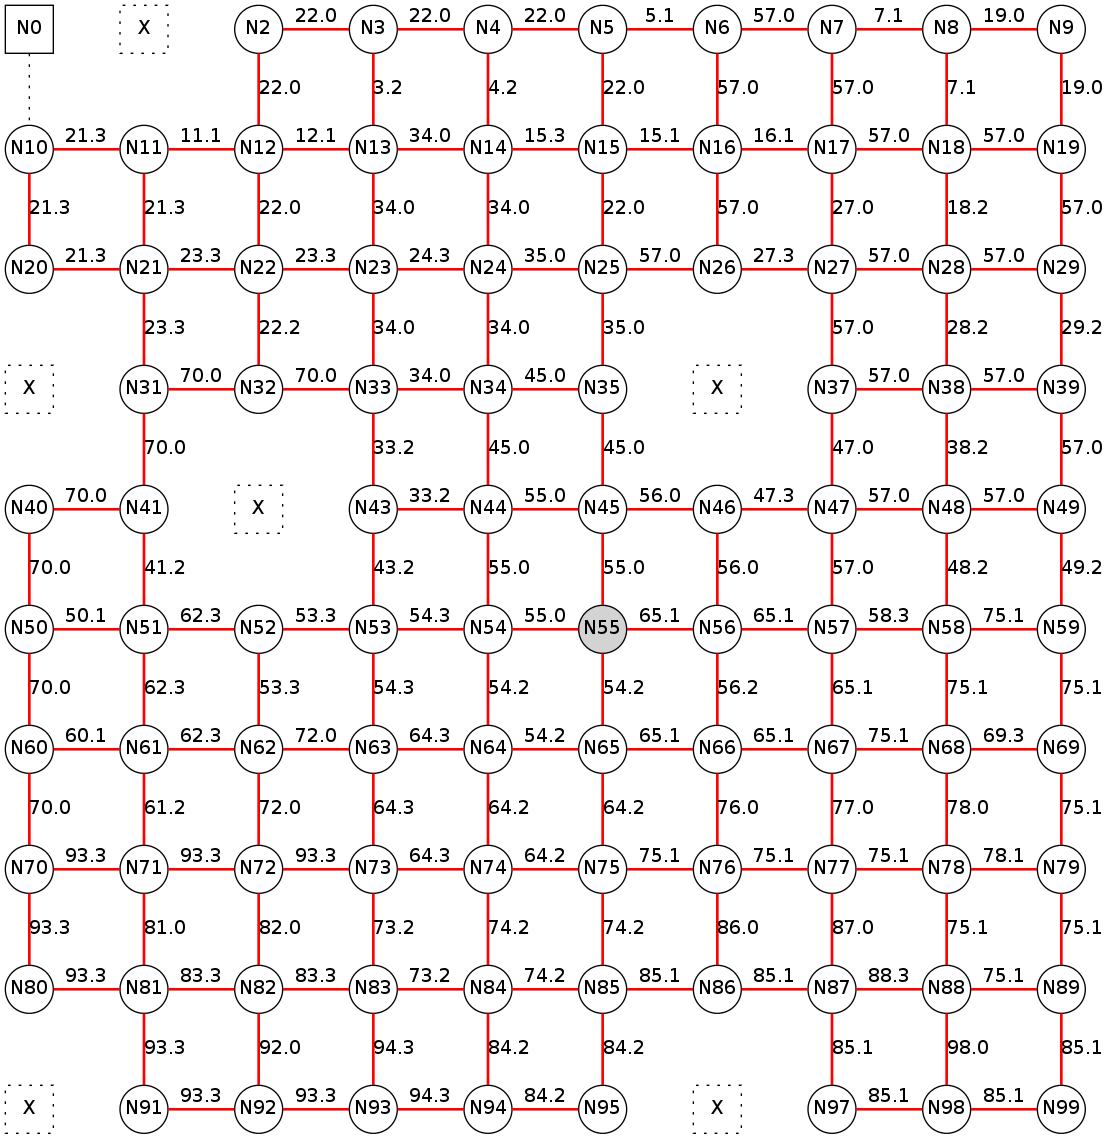 N0 X N2 22.0 N3 22.0 N4 22.0 N5 5.1 N6 57.0 N7 7.1 N8 19.0 N9
22.0 3.2 4.2 22.0 57.0 57.0 7.1 19.0
N10 21.3 N11 11.1 N12 12.1 N13 34.0 N14 15.3 N15 15.1 N16 16.1 N17 57.0 N18 57.0 N19
21.3 21.3 22.0 34.0 34.0 22.0 57.0 27.0 18.2 57.0
N20 21.3 N21 23.3 N22 23.3 N23 24.3 N24 35.0 N25 57.0 N26 27.3 N27 57.0 N28 57.0 N29
23.3 22.2 34.0 34.0 35.0 57.0 28.2 29.2
X N31 70.0 N32 70.0 N33 34.0 N34 45.0 N35 X N37 57.0 N38 57.0 N39
70.0 33.2 45.0 45.0 47.0 38.2 57.0
N40 70.0 N41 X N43 33.2 N44 55.0 N45 56.0 N46 47.3 N47 57.0 N48 57.0 N49
70.0 41.2 43.2 55.0 55.0 56.0 57.0 48.2 49.2
N50 50.1 N51 62.3 N52 53.3 N53 54.3 N54 55.0 N55 65.1 N56 65.1 N57 58.3 N58 75.1 N59
70.0 62.3 53.3 54.3 54.2 54.2 56.2 65.1 75.1 75.1
N60 60.1 N61 62.3 N62 72.0 N63 64.3 N64 54.2 N65 65.1 N66 65.1 N67 75.1 N68 69.3 N69
70.0 61.2 72.0 64.3 64.2 64.2 76.0 77.0 78.0 75.1
N70 93.3 N71 93.3 N72 93.3 N73 64.3 N74 64.2 N75 75.1 N76 75.1 N77 75.1 N78 78.1 N79
93.3 81.0 82.0 73.2 74.2 74.2 86.0 87.0 75.1 75.1
N80 93.3 N81 83.3 N82 83.3 N83 73.2 N84 74.2 N85 85.1 N86 85.1 N87 88.3 N88 75.1 N89
93.3 92.0 94.3 84.2 84.2 85.1 98.0 85.1
X N91 93.3 N92 93.3 N93 94.3 N94 84.2 N95 X N97 85.1 N98 85.1 N99